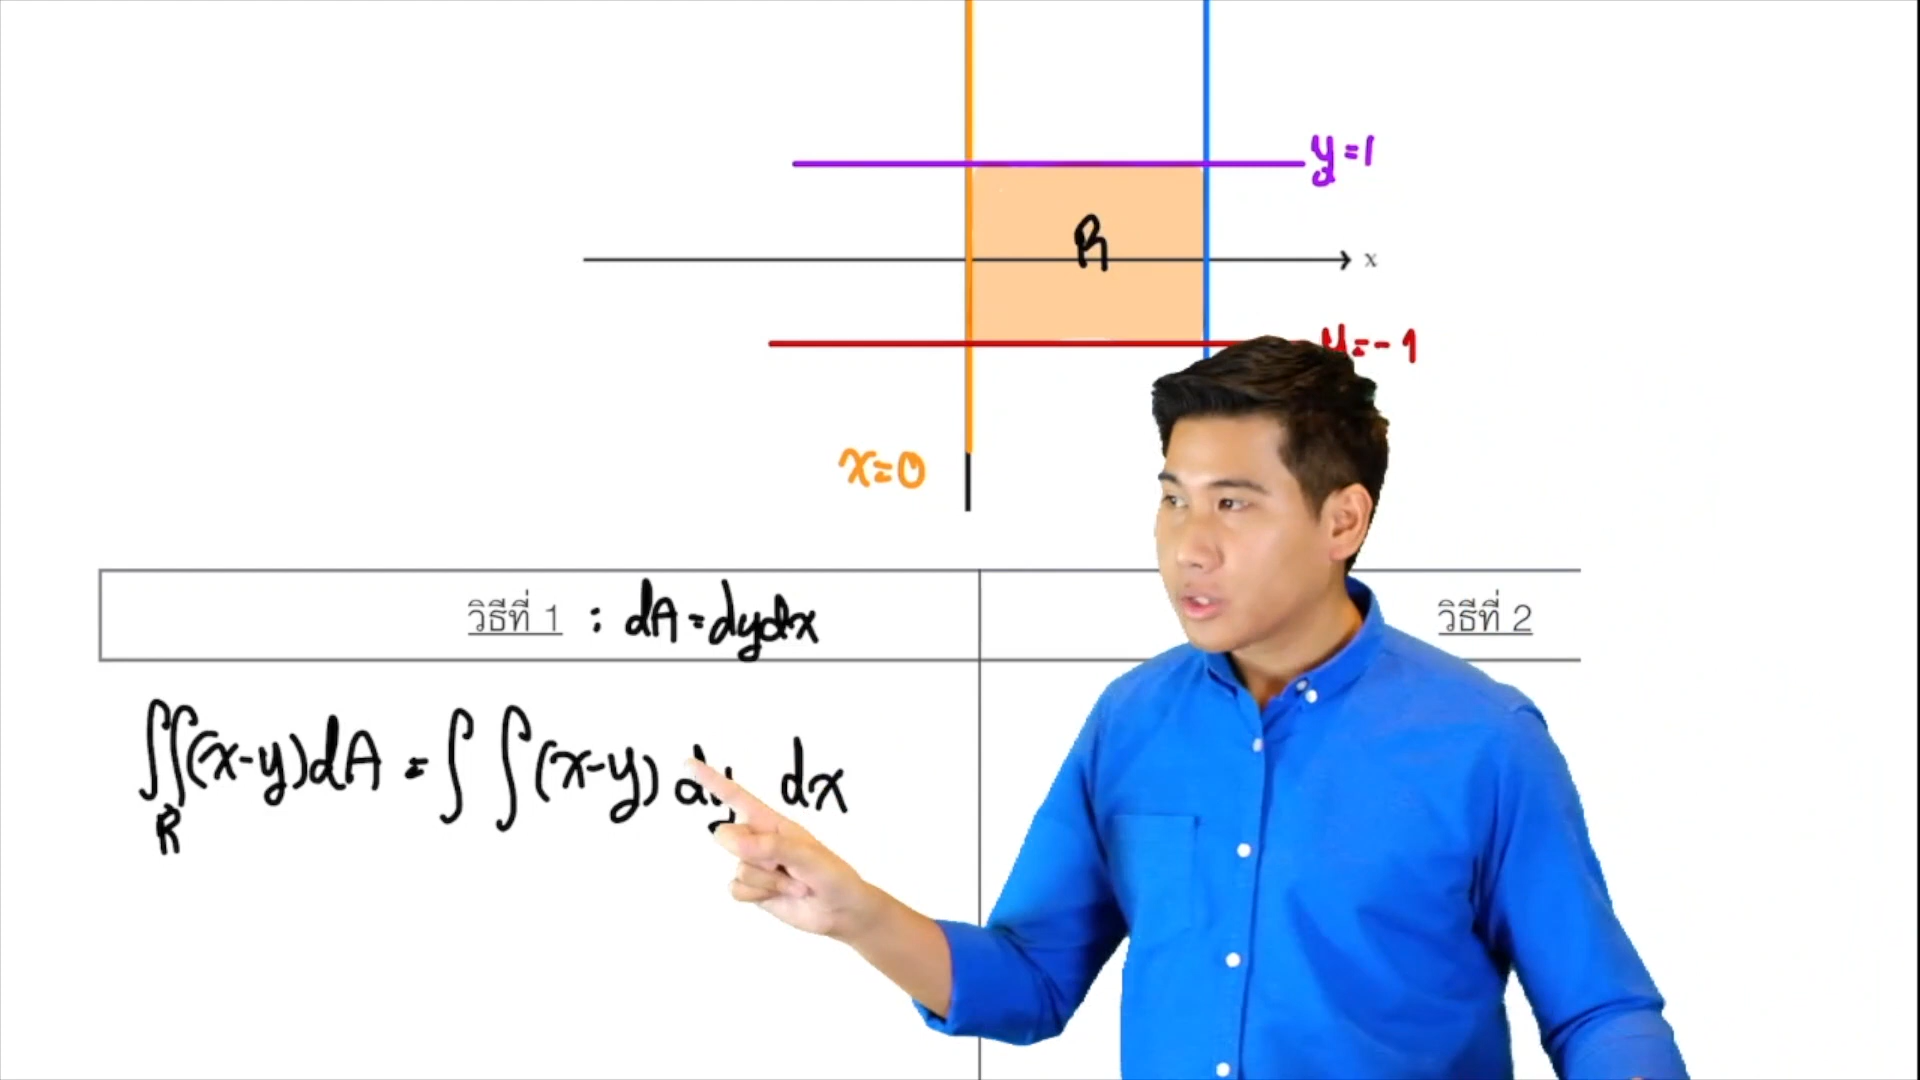 y=1
R
x
y=-1
x=0
วิธีที่ 1 : dA=dydx
วิธีที่ 2
∬(x-y)dA = ∫ ∫ (x-y) dy dx
R